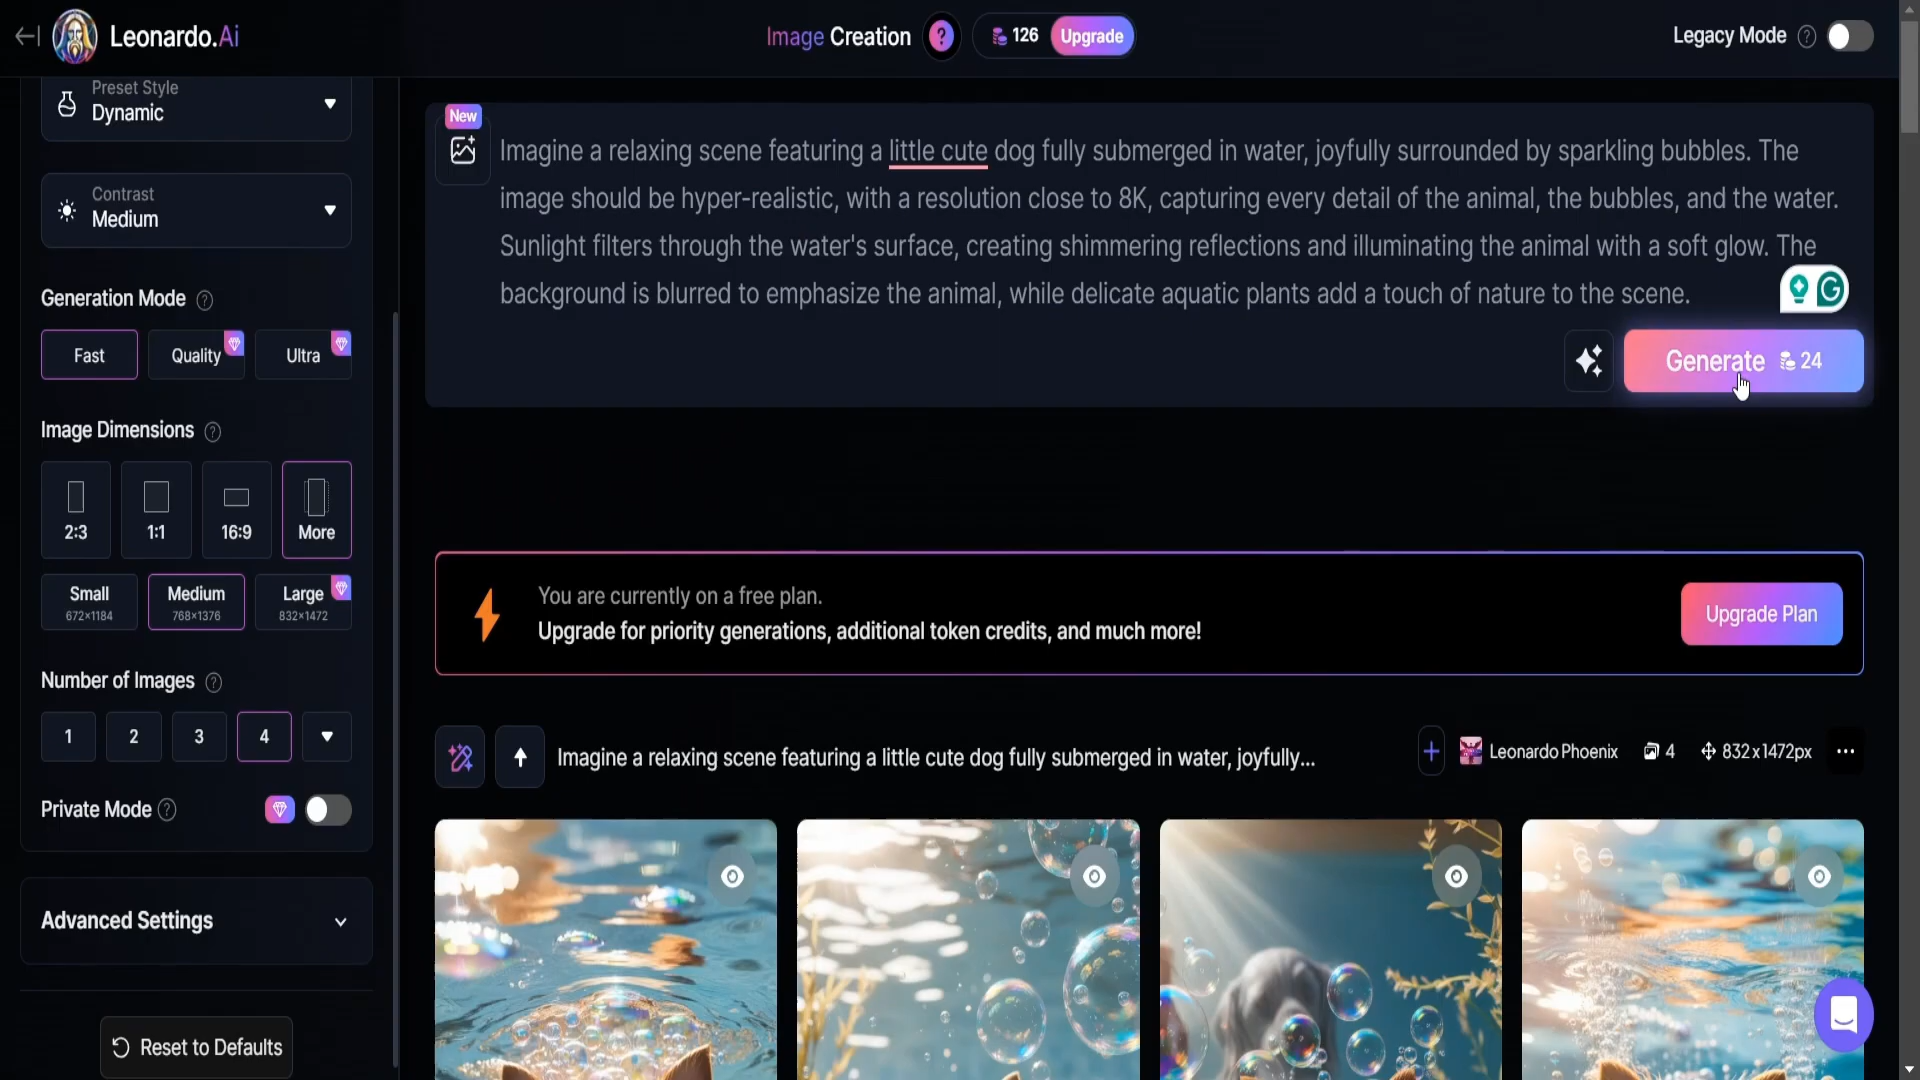 Leonardo.Ai
Image Creation
?
126
Upgrade
Legacy Mode
?
Preset Style
Dynamic
Contrast
Medium
Generation Mode
?
Fast
Quality
Ultra
Image Dimensions
?
2:3
1:1
16:9
More
Small
672×1184
Medium
768×1376
Large
832×1472
Number of Images
?
1
2
3
4
Private Mode
?
Advanced Settings
Reset to Defaults
New
Imagine a relaxing scene featuring a little cute dog fully submerged in water, joyfully surrounded by sparkling bubbles. The
image should be hyper-realistic, with a resolution close to 8K, capturing every detail of the animal, the bubbles, and the water.
Sunlight filters through the water's surface, creating shimmering reflections and illuminating the animal with a soft glow. The
background is blurred to emphasize the animal, while delicate aquatic plants add a touch of nature to the scene.
Generate 24
You are currently on a free plan.
Upgrade for priority generations, additional token credits, and much more!
Upgrade Plan
Imagine a relaxing scene featuring a little cute dog fully submerged in water, joyfully...
Leonardo Phoenix
4
832x1472px